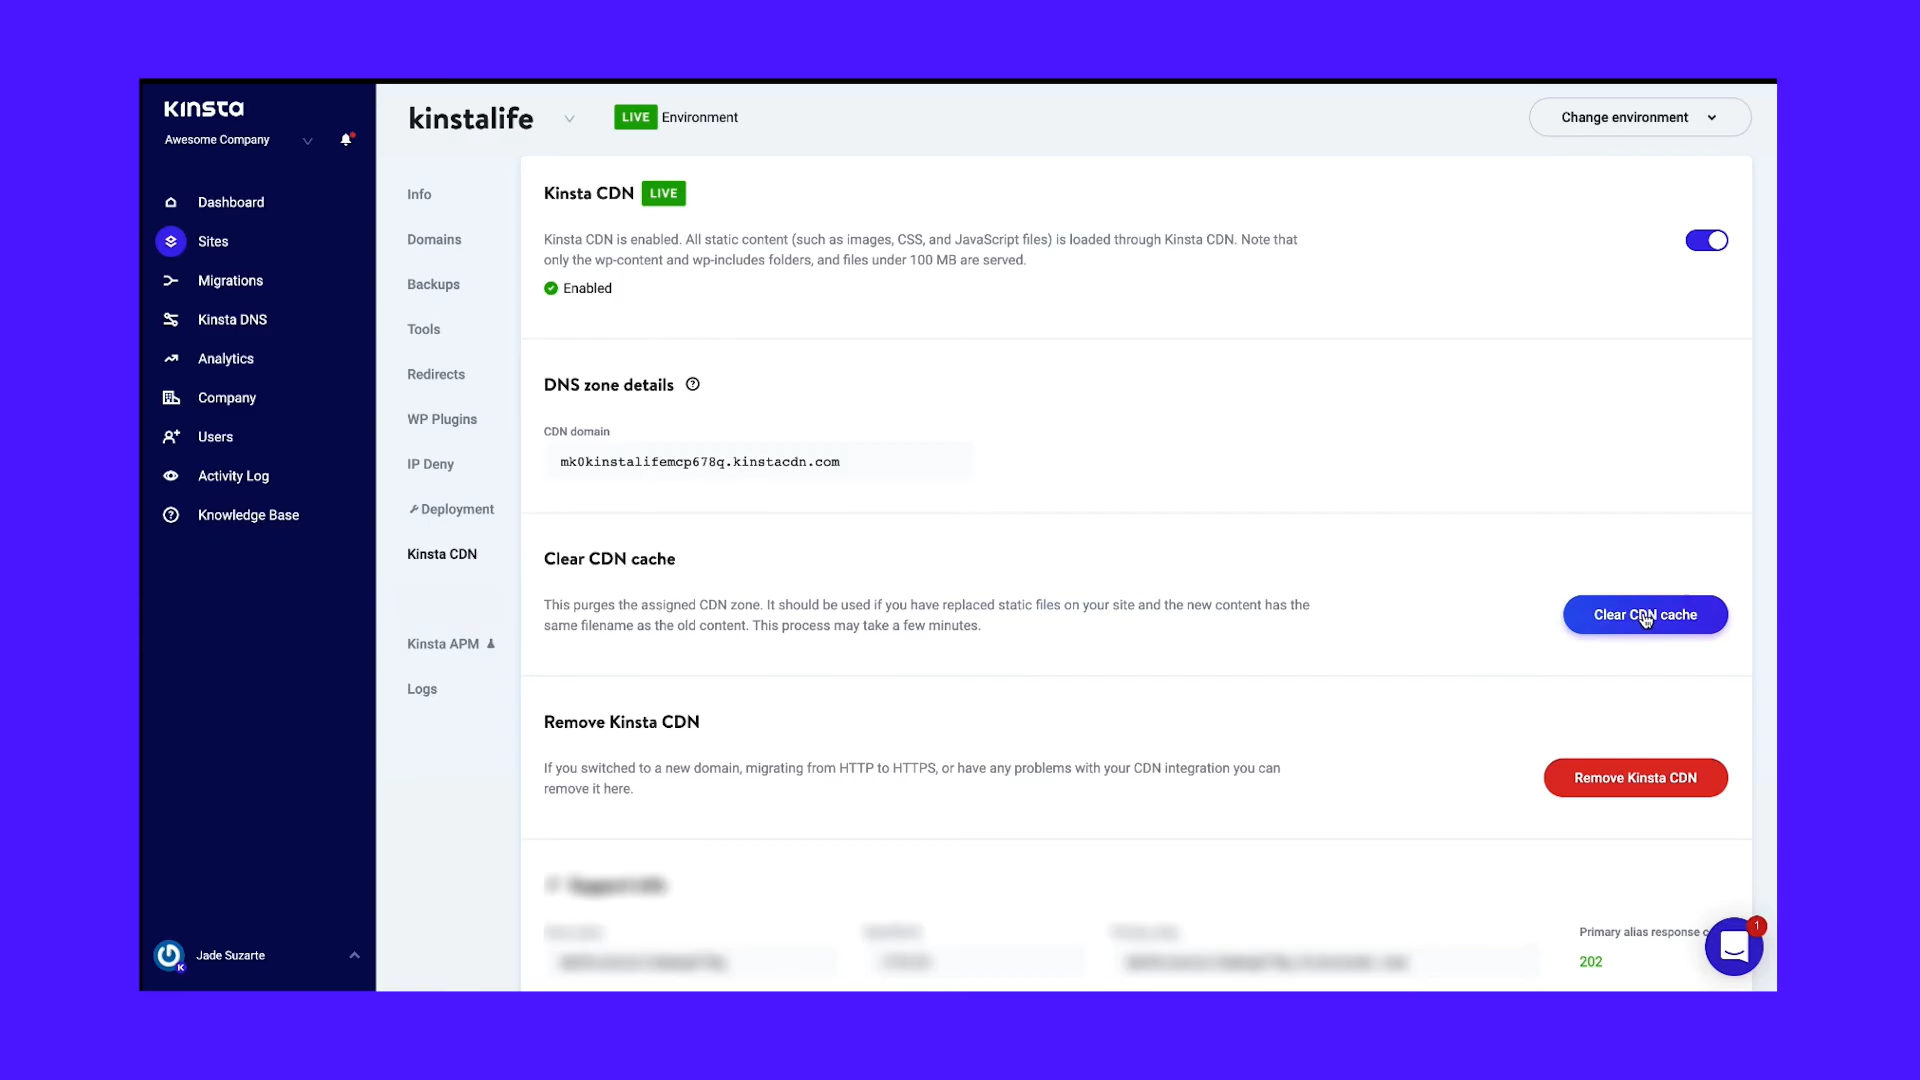 Kinsta
Awesome Company
Dashboard
Sites
Migrations
Kinsta DNS
Analytics
Company
Users
Activity Log
Knowledge Base
Jade Suzarte
kinstalife
LIVE Environment
Change environment
Info
Domains
Backups
Tools
Redirects
WP Plugins
IP Deny
Deployment
Kinsta CDN
Kinsta APM
Logs
Kinsta CDN LIVE
Kinsta CDN is enabled. All static content (such as images, CSS, and JavaScript files) is loaded through Kinsta CDN. Note that
only the wp-content and wp-includes folders, and files under 100 MB are served.
Enabled
DNS zone details
CDN domain
mk0kinstalifemcp678q.kinstacdn.com
Clear CDN cache
This purges the assigned CDN zone. It should be used if you have replaced static files on your site and the new content has the
same filename as the old content. This process may take a few minutes.
Clear CDN cache
Remove Kinsta CDN
If you switched to a new domain, migrating from HTTP to HTTPS, or have any problems with your CDN integration you can
remove it here.
Remove Kinsta CDN
Primary alias response c
202
1